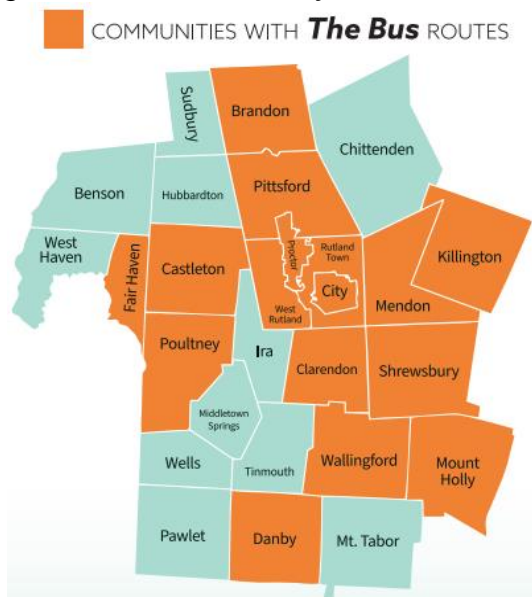 COMMUNITIES WITH The Bus ROUTES
Sudbury
Brandon
Chittenden
Benson
Hubbardton
Pittsford
West
Haven
Fair Haven
Castleton
Proctor
Rutland
Town
Killington
City
West
Rutland
Mendon
Poultney
Ira
Clarendon
Shrewsbury
Middletown
Springs
Wells
Tinmouth
Wallingford
Mount
Holly
Pawlet
Danby
Mt. Tabor